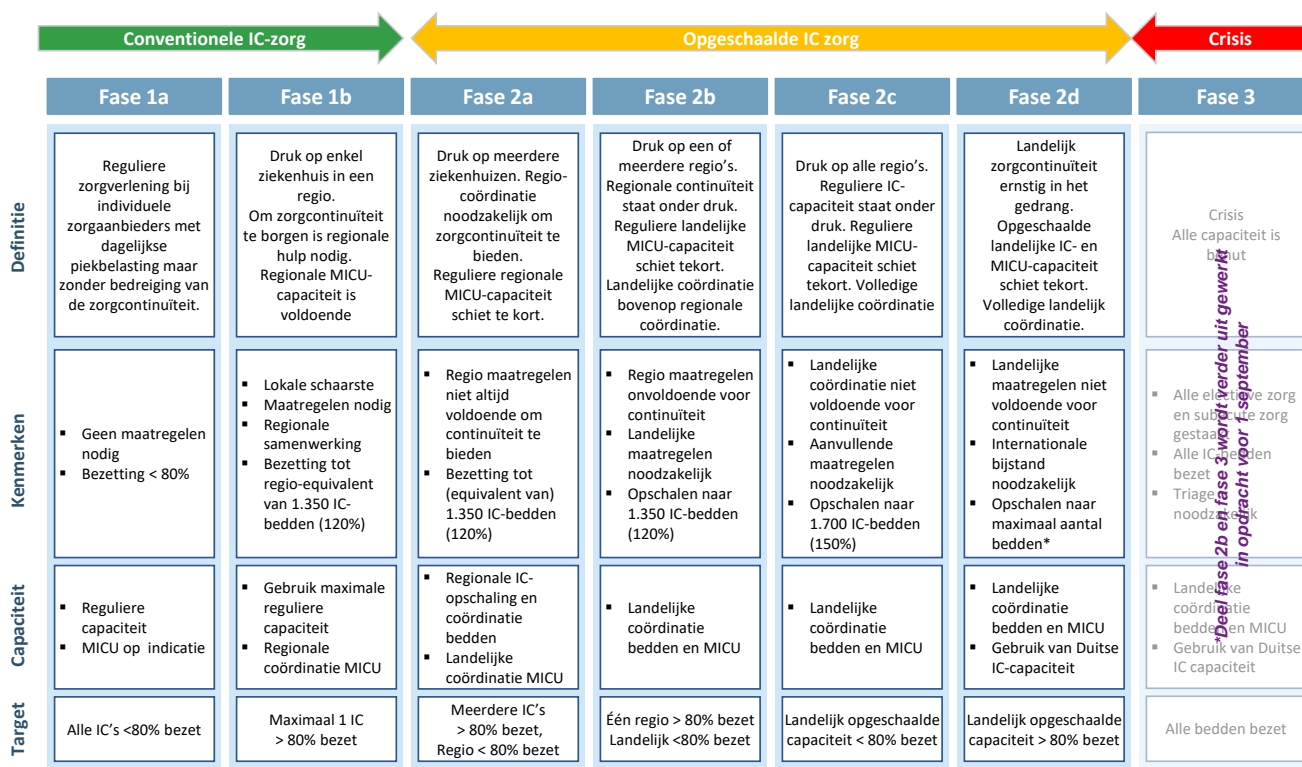 Conventionele IC-zorg
Opgeschaalde IC zorg
Crisis
Fase 1a
Fase 1b
Fase 2a
Fase 2b
Fase 2c
Fase 2d
Fase 3
Definitie
Reguliere
zorgverlening bij
individuele
zorgaanbieders met
dagelijkse
piekbelasting maar
zonder bedreiging van
de zorgcontinuïteit.
Druk op enkel
ziekenhuis in een
regio.
Om zorgcontinuïteit
te borgen is regionale
hulp nodig.
Regionale MICU-
capaciteit is
voldoende
Druk op meerdere
ziekenhuizen. Regio-
coördinatie
noodzakelijk om
zorgcontinuïteit te
bieden.
Reguliere regionale
MICU-capaciteit
schiet te kort.
Druk op een of
meerdere regio's.
Regionale continuïteit
staat onder druk.
Reguliere landelijke
MICU-capaciteit
schiet tekort.
Landelijke coördinatie
bovenop regionale
coördinatie.
Druk op alle regio's.
Reguliere IC-
capaciteit staat onder
druk. Reguliere
landelijke MICU-
capaciteit schiet
tekort. Volledige
landelijke coördinatie
Landelijk
zorgcontinuïteit
ernstig in het
gedrang.
Opgeschaalde
landelijke IC- en
MICU-capaciteit
schiet tekort.
Volledige landelijk
coördinatie.
Crisis
Alle capaciteit is
benut
Kenmerken
▪ Geen maatregelen
nodig
▪ Bezetting < 80%
▪ Lokale schaarste
▪ Maatregelen nodig
▪ Regionale
samenwerking
▪ Bezetting tot
regio-equivalent
van 1.350 IC-
bedden (120%)
▪ Regio maatregelen
niet altijd
voldoende om
continuïteit te
bieden
▪ Bezetting tot
(equivalent van)
1.350 IC-bedden
(120%)
▪ Regio maatregelen
onvoldoende voor
continuïteit
▪ Landelijke
maatregelen
noodzakelijk
▪ Opschalen naar
1.350 IC-bedden
(120%)
▪ Landelijke
coördinatie niet
voldoende voor
continuïteit
▪ Aanvullende
maatregelen
noodzakelijk
▪ Opschalen naar
1.700 IC-bedden
(150%)
▪ Landelijke
maatregelen niet
voldoende voor
continuïteit
▪ Internationale
bijstand
noodzakelijk
▪ Opschalen naar
maximaal aantal
bedden*
▪ Alle electieve zorg
en subacute zorg
gestaakt
▪ Alle IC-bedden
bezet
▪ Triage
noodzakelijk
Capaciteit
▪ Reguliere
capaciteit
▪ MICU op indicatie
▪ Gebruik maximale
reguliere
capaciteit
▪ Regionale
coördinatie MICU
▪ Regionale IC-
opschaling en
coördinatie
bedden
▪ Landelijke
coördinatie MICU
▪ Landelijke
coördinatie
bedden en MICU
▪ Landelijke
coördinatie
bedden en MICU
▪ Landelijke
coördinatie
bedden en MICU
▪ Gebruik van Duitse
IC-capaciteit
▪ Landelijke
coördinatie
bedden en MICU
▪ Gebruik van Duitse
IC capaciteit
Target
Alle IC's <80% bezet
Maximaal 1 IC
> 80% bezet
Meerdere IC's
> 80% bezet,
Regio < 80% bezet
Één regio > 80% bezet
Landelijk <80% bezet
Landelijk opgeschaalde
capaciteit < 80% bezet
Landelijk opgeschaalde
capaciteit > 80% bezet
Alle bedden bezet
*Deel fase 2b en fase 3 wordt verder uit gewerkt
in opdracht voor 1 september